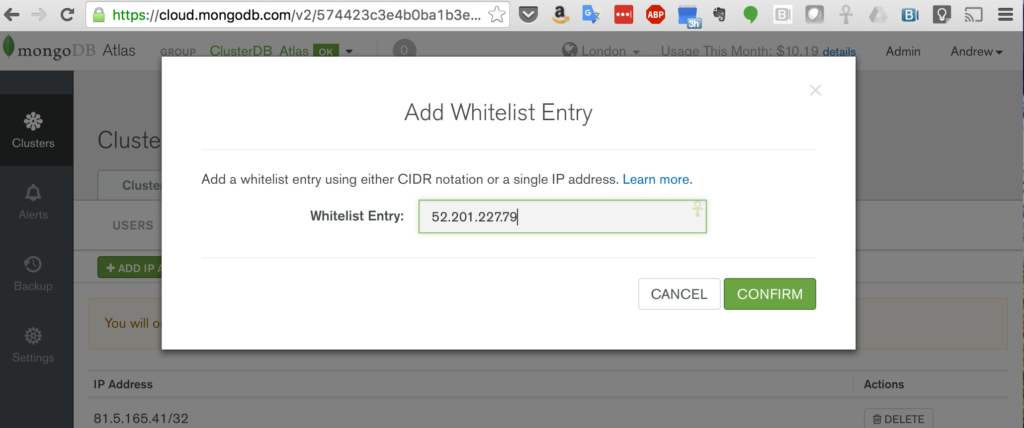 https://cloud.mongodb.com/v2/574423c3e4b0ba1b3e...
ABP
3h
mongoDB Atlas GROUP ClusterDB_Atlas OK 0 London Usage This Month: $10.19 details Admin Andrew
Add Whitelist Entry
Clusters
Cluste
Add a whitelist entry using either CIDR notation or a single IP address. Learn more.
Cluste
Whitelist Entry: 52.201.227.79
Alerts
USERS
+ ADD IP A
Backup
CANCEL CONFIRM
You will o
Settings
IP Address Actions
81.5.165.41/32 DELETE